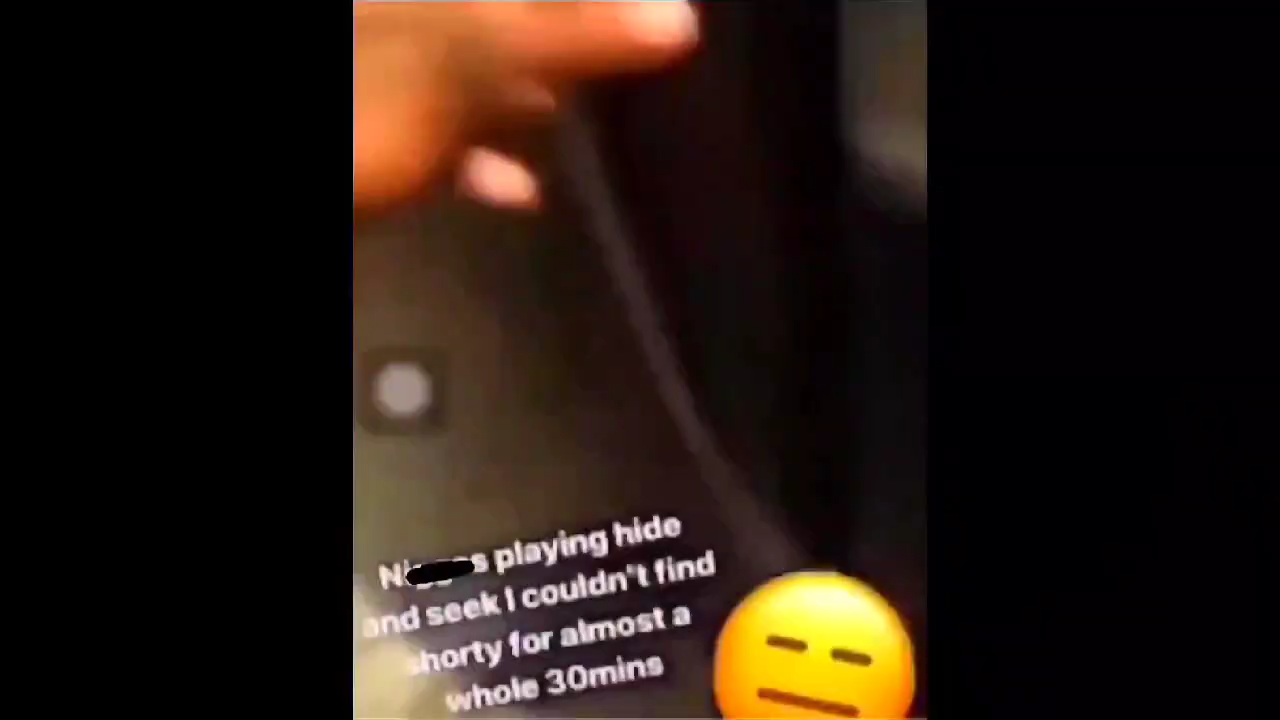 playing hide
and seek I couldn't find
shorty for almost a
whole 30mins